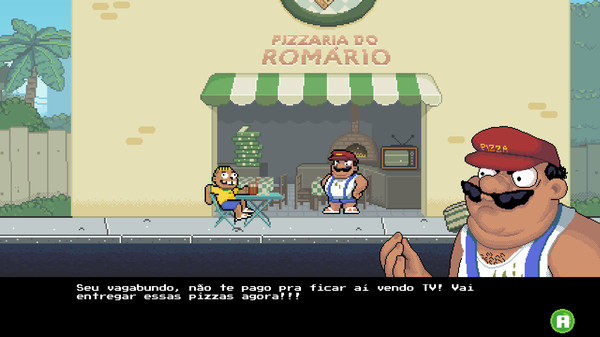 PIZZARIA DO
ROMÁRIO
PIZZA
Seu vagabundo, não te pago pra ficar aí vendo TV! Vai
entregar essas pizzas agora!!!
A